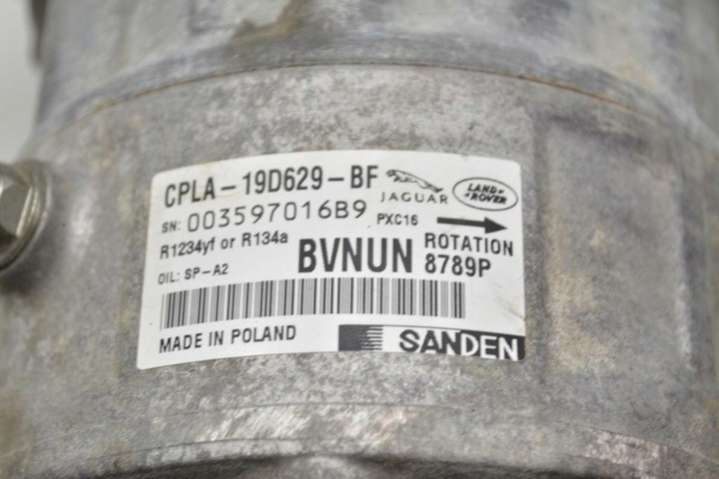 CPLA-19D629-BF
JAGUAR
LAND ROVER
SN: 003597016B9
PXC16
R1234yf or R134a
BVNUN
ROTATION
8789P
OIL: SP-A2
MADE IN POLAND
SANDEN